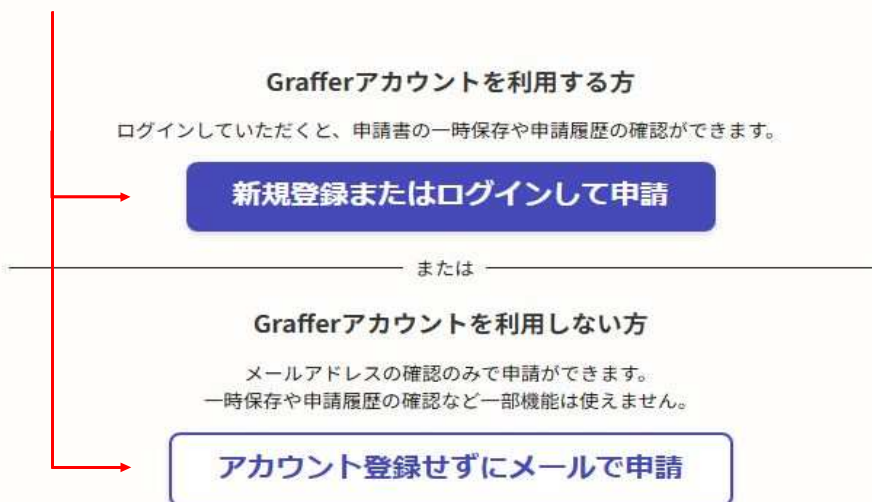 Grafferアカウントを利用する方
ログインしていただくと、申請書の一時保存や申請履歴の確認ができます。
新規登録またはログインして申請
または
Grafferアカウントを利用しない方
メールアドレスの確認のみで申請ができます。
一時保存や申請履歴の確認など一部機能は使えません。
アカウント登録せずにメールで申請